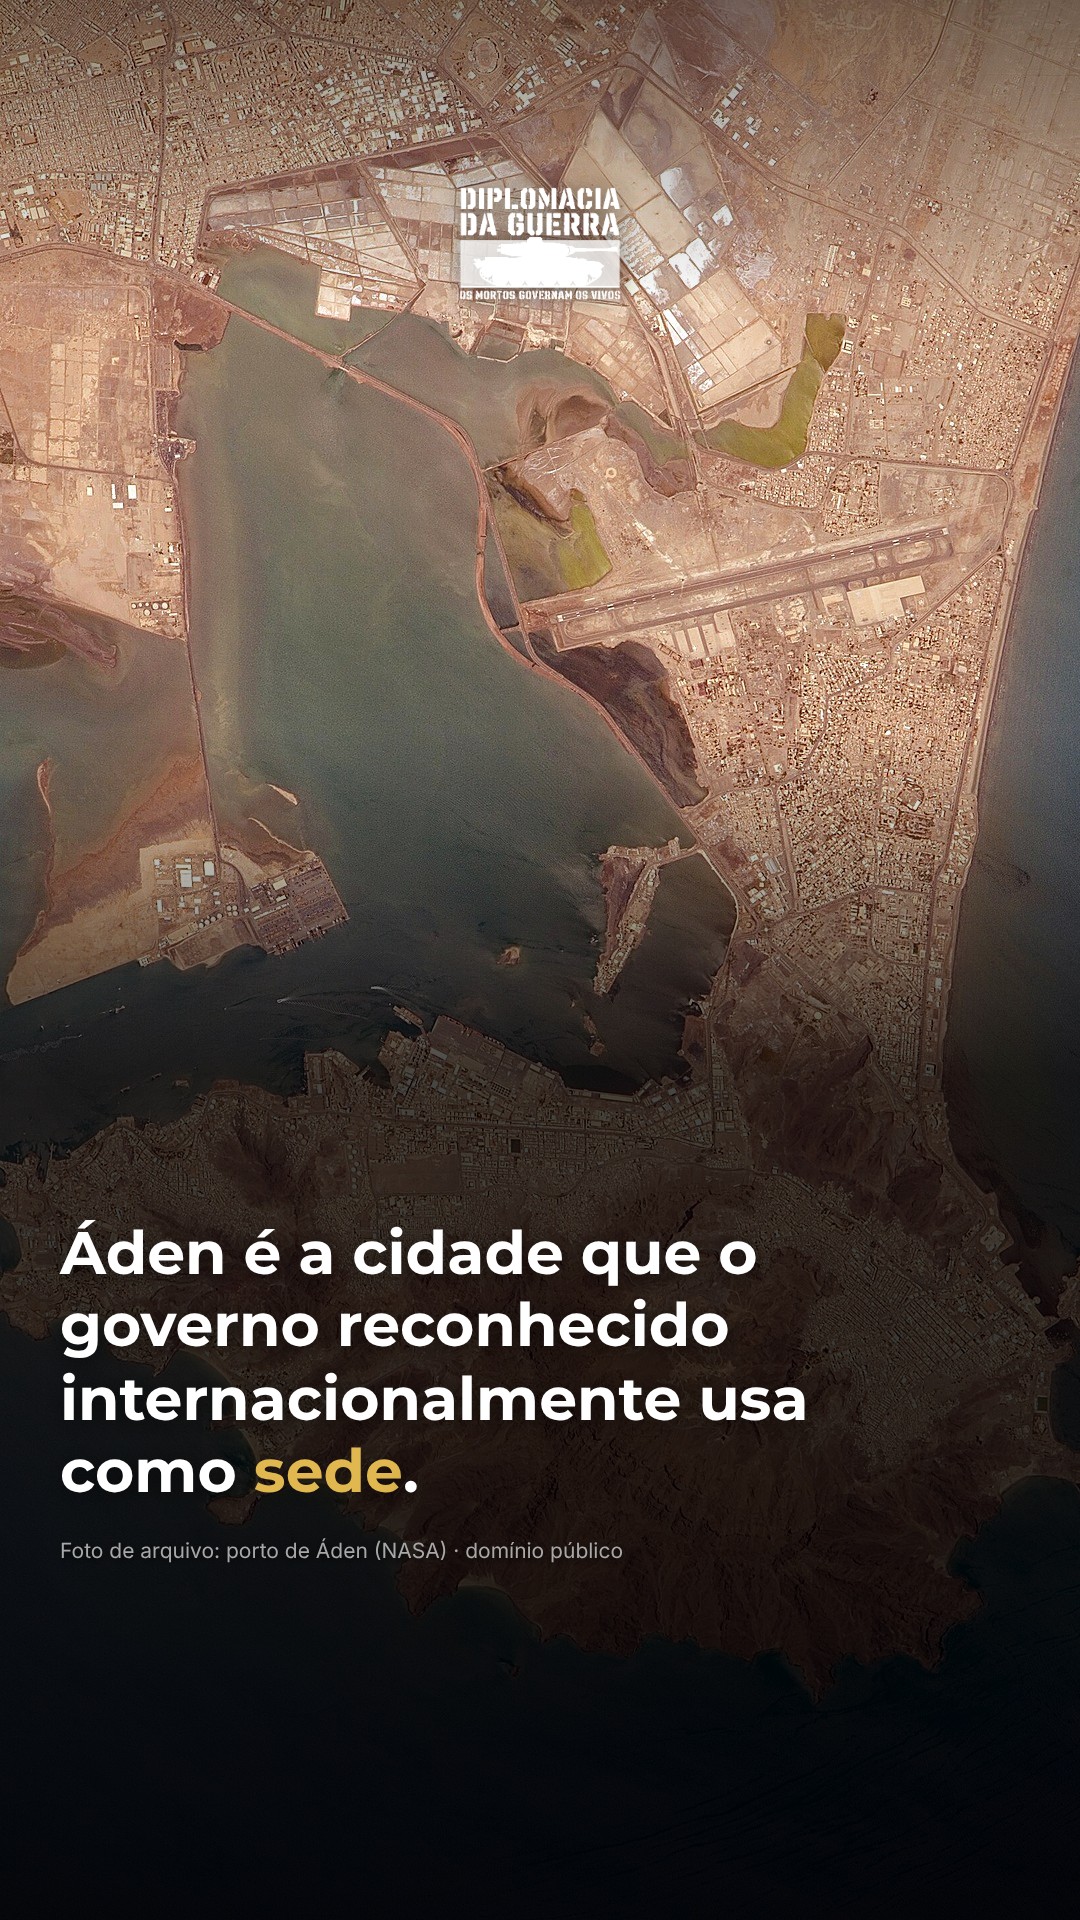 DIPLOMACIA
DA GUERRA
OS MORTOS GOVERNAM OS VIVOS
Áden é a cidade que o
governo reconhecido
internacionalmente usa
como sede.
Foto de arquivo: porto de Áden (NASA) · domínio público